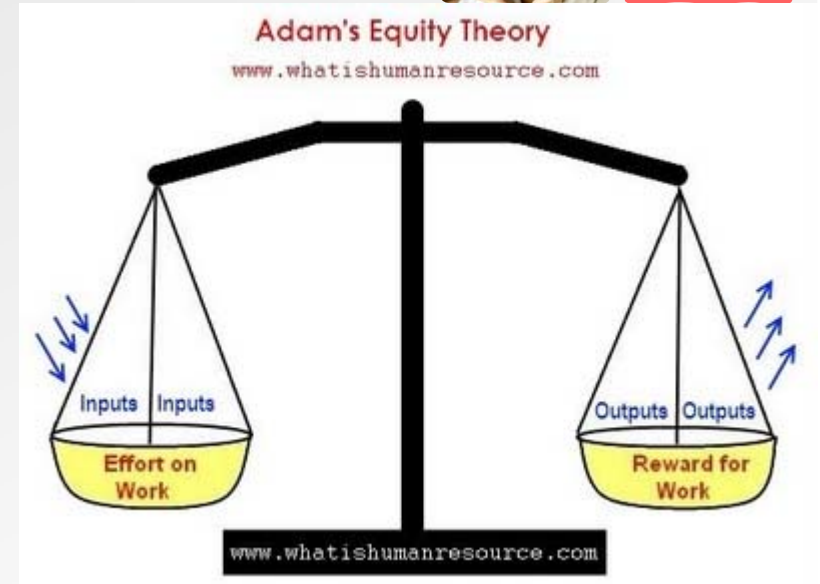 Adam's Equity Theory
www.whatishumanresource.com
Inputs Inputs
Outputs Outputs
Effort on
Work
Reward for
Work
www.whatishumanresource.com